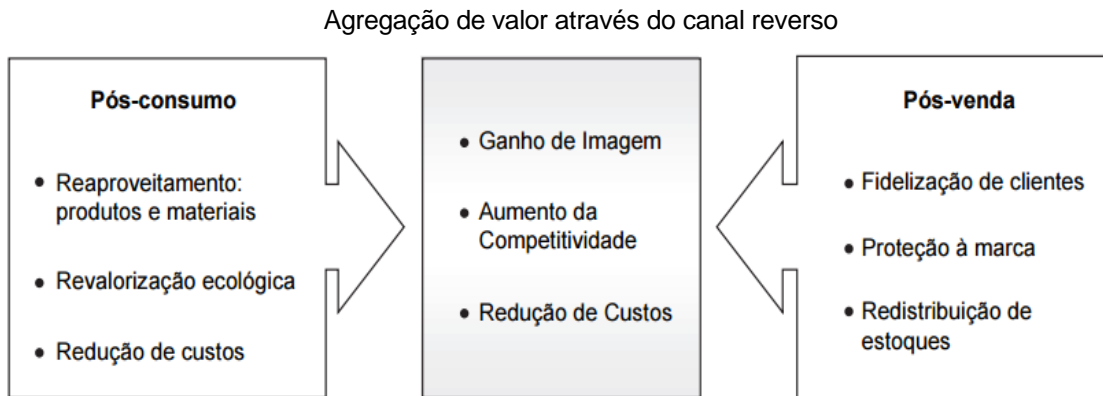 Agregação de valor através do canal reverso
Pós-consumo
• Reaproveitamento:
produtos e materiais
• Revalorização ecológica
• Redução de custos
• Ganho de Imagem
• Aumento da
Competitividade
• Redução de Custos
Pós-venda
• Fidelização de clientes
• Proteção à marca
• Redistribuição de
estoques